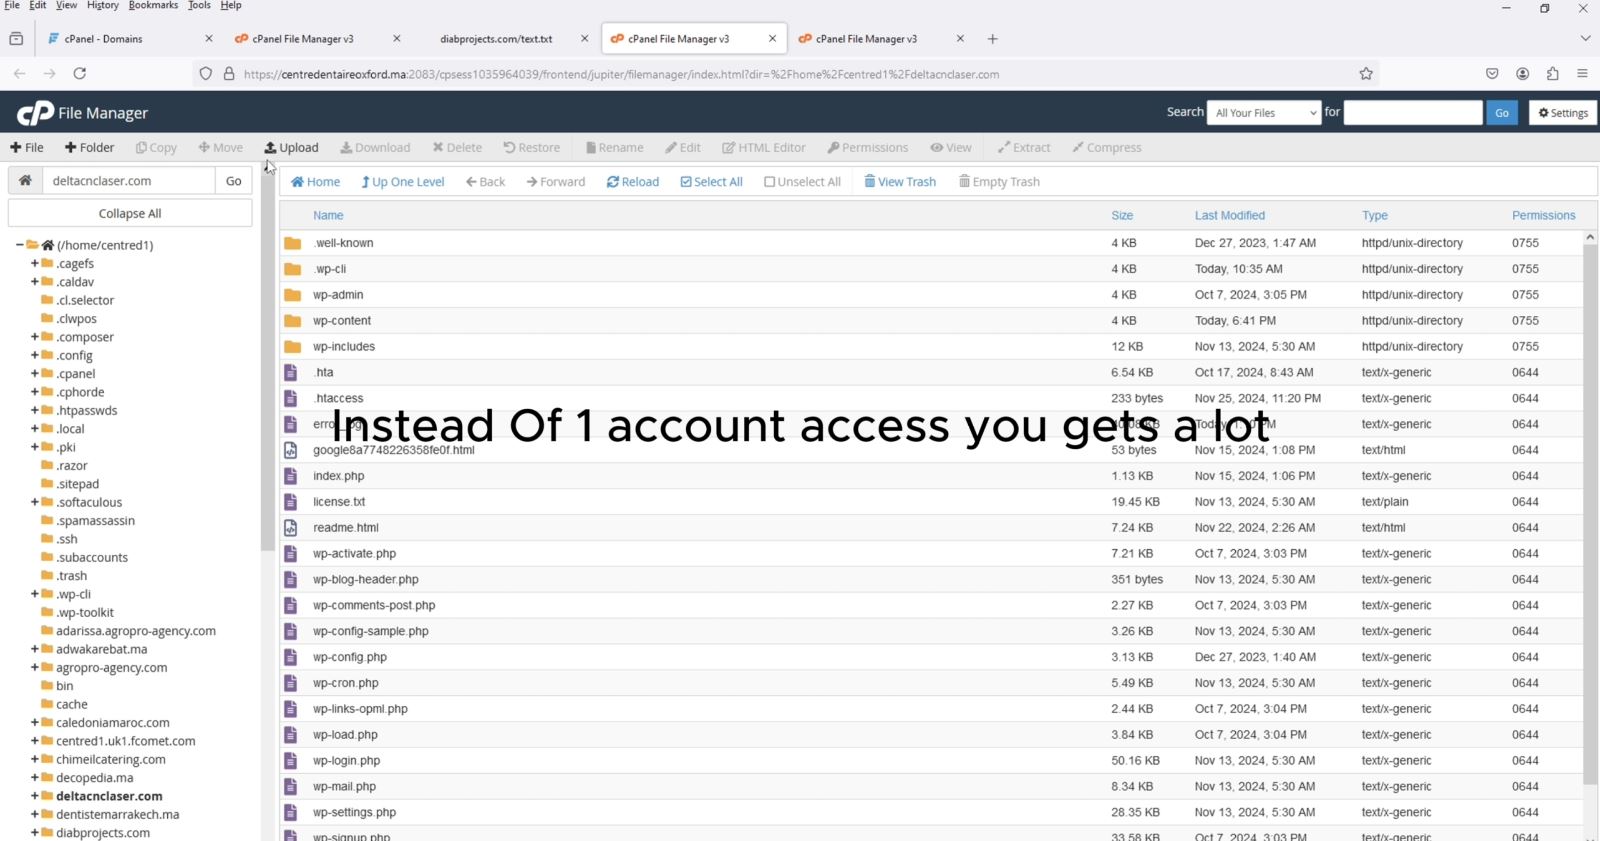 File Edit View History Bookmarks Tools Help
cPanel - Domains
cPanel File Manager v3
diabprojects.com/text.txt
cPanel File Manager v3
cPanel File Manager v3
https://centredentaireoxford.ma:2083/cpsess1035964039/frontend/jupiter/filemanager/index.html?dir=%2Fhome%2Fcentred1%2Fdeltacnclaser.com
cP File Manager
Search All Your Files for Go Settings
File Folder Copy Move Upload Download Delete Restore Rename Edit HTML Editor Permissions View Extract Compress
deltacnclaser.com Go
Home Up One Level Back Forward Reload Select All Unselect All View Trash Empty Trash
Collapse All
(/home/centred1)
.cagefs
.caldav
.cl.selector
.clwpos
.composer
.config
.cpanel
.cphorde
.htpasswds
.local
.pki
.razor
.sitepad
.softaculous
.spamassassin
.ssh
.subaccounts
.trash
.wp-cli
.wp-toolkit
adarissa.agropro-agency.com
adwakarebat.ma
agropro-agency.com
bin
cache
caledoniamaroc.com
centred1.uk1.fcomet.com
chimeilcatering.com
decopedia.ma
deltacnclaser.com
dentistemarrakech.ma
diabprojects.com
Name Size Last Modified Type Permissions
.well-known 4 KB Dec 27, 2023, 1:47 AM httpd/unix-directory 0755
.wp-cli 4 KB Today, 10:35 AM httpd/unix-directory 0755
wp-admin 4 KB Oct 7, 2024, 3:05 PM httpd/unix-directory 0755
wp-content 4 KB Today, 6:41 PM httpd/unix-directory 0755
wp-includes 12 KB Nov 13, 2024, 5:30 AM httpd/unix-directory 0755
.hta 6.54 KB Oct 17, 2024, 8:43 AM text/x-generic 0644
.htaccess 233 bytes Nov 25, 2024, 11:20 PM text/x-generic 0644
Instead Of 1 account access you gets a lot
text/x-generic 0644
google8a7748226358fe0f.html 53 bytes Nov 15, 2024, 1:08 PM text/html 0644
index.php 1.13 KB Nov 15, 2024, 1:06 PM text/x-generic 0644
license.txt 19.45 KB Nov 13, 2024, 5:30 AM text/plain 0644
readme.html 7.24 KB Nov 22, 2024, 2:26 AM text/html 0644
wp-activate.php 7.21 KB Oct 7, 2024, 3:03 PM text/x-generic 0644
wp-blog-header.php 351 bytes Nov 13, 2024, 5:30 AM text/x-generic 0644
wp-comments-post.php 2.27 KB Oct 7, 2024, 3:03 PM text/x-generic 0644
wp-config-sample.php 3.26 KB Nov 13, 2024, 5:30 AM text/x-generic 0644
wp-config.php 3.13 KB Dec 27, 2023, 1:40 AM text/x-generic 0644
wp-cron.php 5.49 KB Nov 13, 2024, 5:30 AM text/x-generic 0644
wp-links-opml.php 2.44 KB Oct 7, 2024, 3:04 PM text/x-generic 0644
wp-load.php 3.84 KB Oct 7, 2024, 3:04 PM text/x-generic 0644
wp-login.php 50.16 KB Nov 13, 2024, 5:30 AM text/x-generic 0644
wp-mail.php 8.34 KB Nov 13, 2024, 5:30 AM text/x-generic 0644
wp-settings.php 28.35 KB Nov 13, 2024, 5:30 AM text/x-generic 0644
wp-signup.php 33.58 KB Oct 7, 2024, 3:03 PM text/x-generic 0644